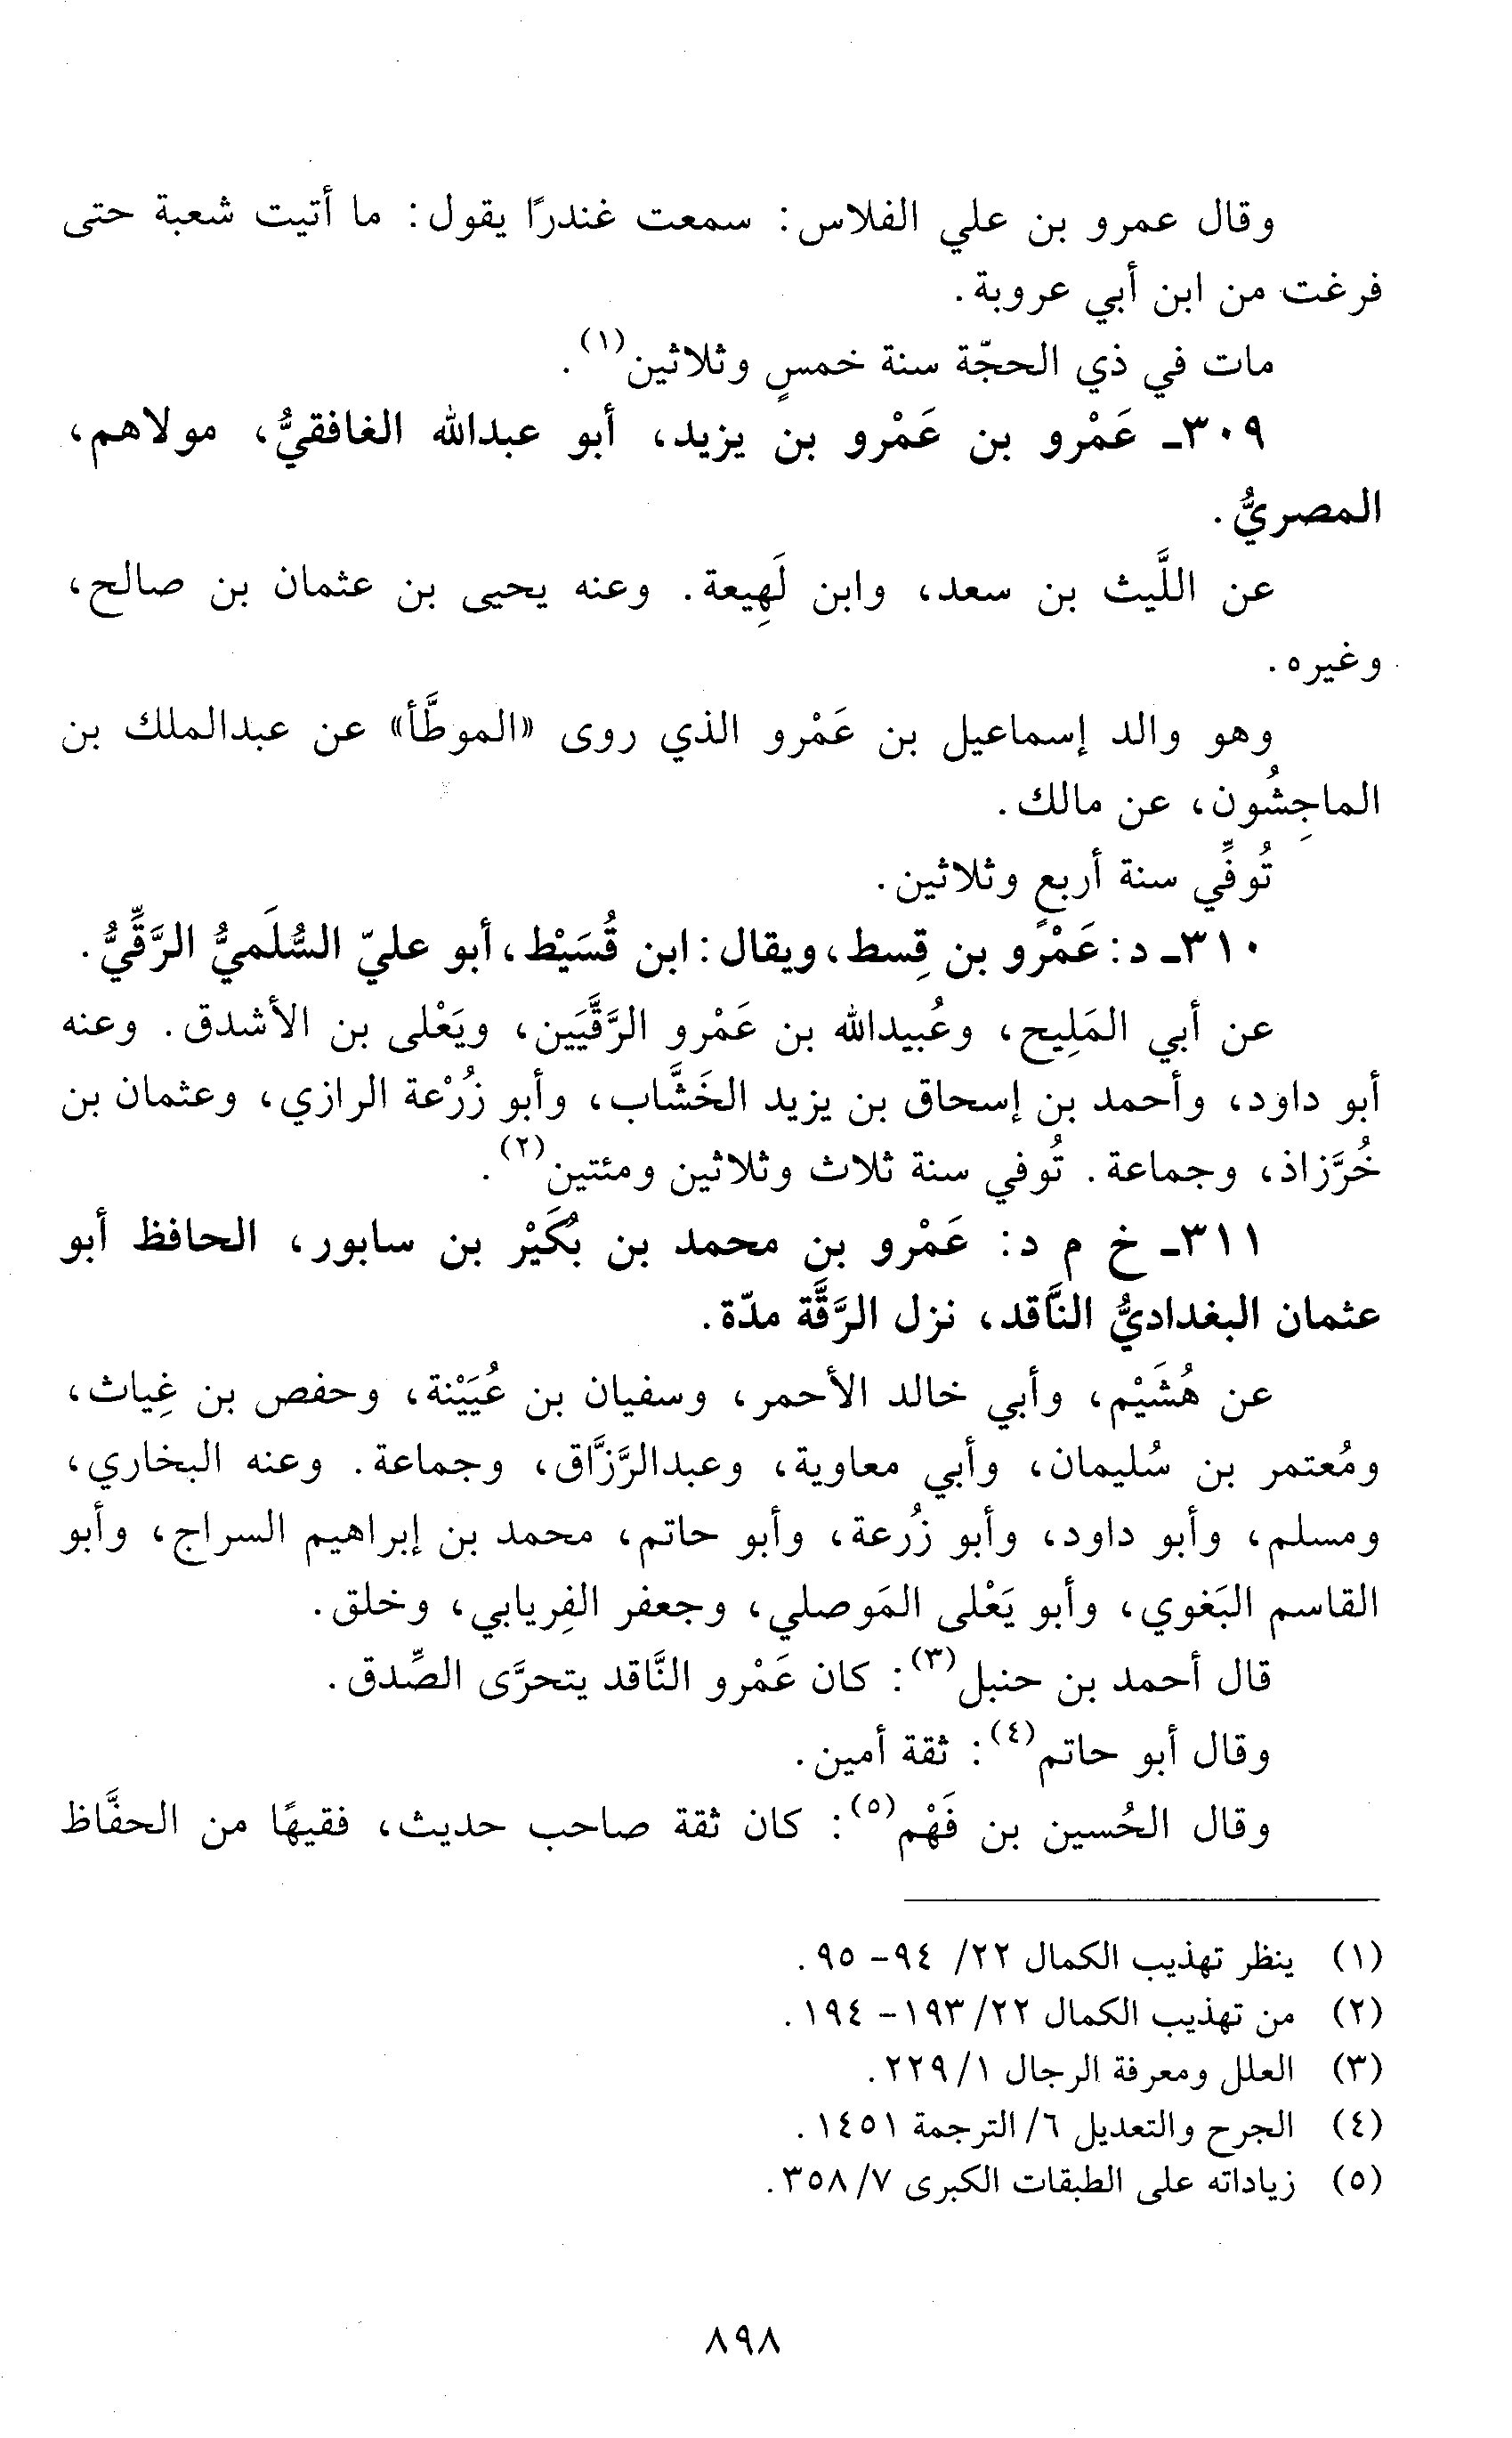 وقال عمرو بن علي الفلاس: سمعت غندرًا يقول: ما أتيت شعبة حتى
فرغت من ابن أبي عروبة.
مات في ذي الحجّة سنة خمسٍ وثلاثين(١).
٣٠٩ـ عَمْرو بن عَمْرو بن يزيد، أبو عبدالله الغافقيُّ، مولاهم،
المصريُّ.
عن اللَّيث بن سعد، وابن لَهِيعة. وعنه يحيى بن عثمان بن صالح،
وغيره.
وهو والد إسماعيل بن عَمْرو الذي روى «الموطَّأ» عن عبدالملك بن
الماجِشُون، عن مالك.
تُوفِّي سنة أربعٍ وثلاثين.
٣١٠ـ د: عَمْرو بن قِسط، ويقال: ابن قُسَيْط، أبو عليّ السُّلَميُّ الرَّقِّيُّ.
عن أبي المَلِيح، وعُبيدالله بن عَمْرو الرَّقَّيَين، ويَعْلى بن الأشدق. وعنه
أبو داود، وأحمد بن إسحاق بن يزيد الخَشَّاب، وأبو زُرْعة الرازي، وعثمان بن
خُرَّزاذ، وجماعة. تُوفي سنة ثلاث وثلاثين ومئتين(٢).
٣١١ـ خ م د: عَمْرو بن محمد بن بُكَيْر بن سابور، الحافظ أبو
عثمان البغداديُّ النَّاقد، نزل الرَّقَّة مدّة.
عن هُشَيْم، وأبي خالد الأحمر، وسفيان بن عُيَيْنة، وحفص بن غِياث،
ومُعتمر بن سُليمان، وأبي معاوية، وعبدالرَّزَّاق، وجماعة. وعنه البخاري،
ومسلم، وأبو داود، وأبو زُرعة، وأبو حاتم، محمد بن إبراهيم السراج، وأبو
القاسم البَغوي، وأبو يَعْلى المَوصلي، وجعفر الفِريابي، وخلق.
قال أحمد بن حنبل(٣): كان عَمْرو النَّاقد يتحرَّى الصِّدق.
وقال أبو حاتم(٤): ثقة أمين.
وقال الحُسين بن فَهْم(٥): كان ثقة صاحب حديث، فقيهًا من الحفَّاظ
(١) ينظر تهذيب الكمال ٢٢/ ٩٤- ٩٥.
(٢) من تهذيب الكمال ٢٢/ ١٩٣- ١٩٤.
(٣) العلل ومعرفة الرجال ١/ ٢٢٩.
(٤) الجرح والتعديل ٦/ الترجمة ١٤٥١.
(٥) زياداته على الطبقات الكبرى ٧/ ٣٥٨.
٨٩٨